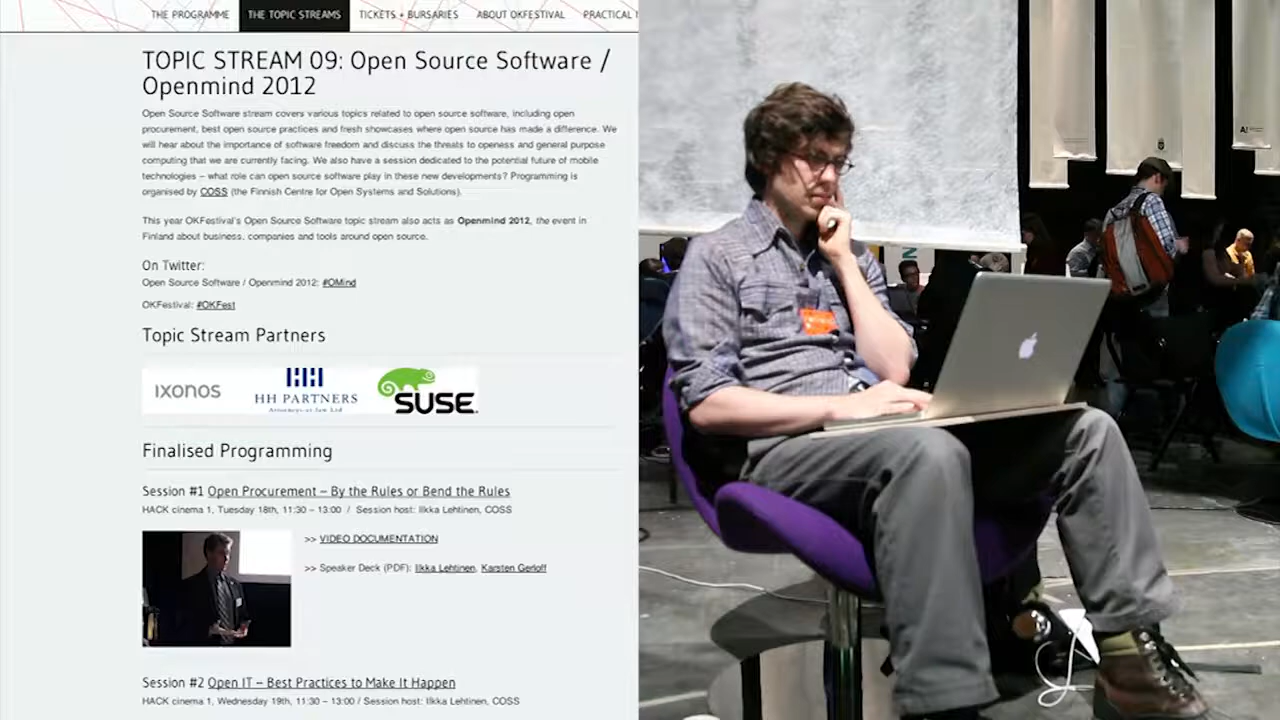 THE PROGRAMME THE TOPIC STREAMS TICKETS + BURSARIES ABOUT OKFESTIVAL PRACTICAL
TOPIC STREAM 09: Open Source Software /
Openmind 2012
Open Source Software stream covers various topics related to open source software, including open
procurement, best open source practices and fresh showcases where open source has made a difference. We
will hear about the importance of software freedom and discuss the threats to openess and general purpose
computing that we are currently facing. We also have a session dedicated to the potential future of mobile
technologies – what role can open source software play in these new developments? Programming is
organised by COSS (the Finnish Centre for Open Systems and Solutions).
This year OKFestival's Open Source Software topic stream also acts as Openmind 2012, the event in
Finland about business, companies and tools around open source.
On Twitter:
Open Source Software / Openmind 2012: #OMind
OKFestival: #OKFest
Topic Stream Partners
IXONOS
HH PARTNERS
Attorneys-at-law Ltd
SUSE
Finalised Programming
Session #1 Open Procurement – By the Rules or Bend the Rules
HACK cinema 1, Tuesday 18th, 11:30 – 13:00 / Session host: Ilkka Lehtinen, COSS
>> VIDEO DOCUMENTATION
>> Speaker Deck (PDF): Ilkka Lehtinen, Karsten Gerloff
Session #2 Open IT – Best Practices to Make It Happen
HACK cinema 1, Wednesday 19th, 11:30 – 13:00 / Session host: Ilkka Lehtinen, COSS